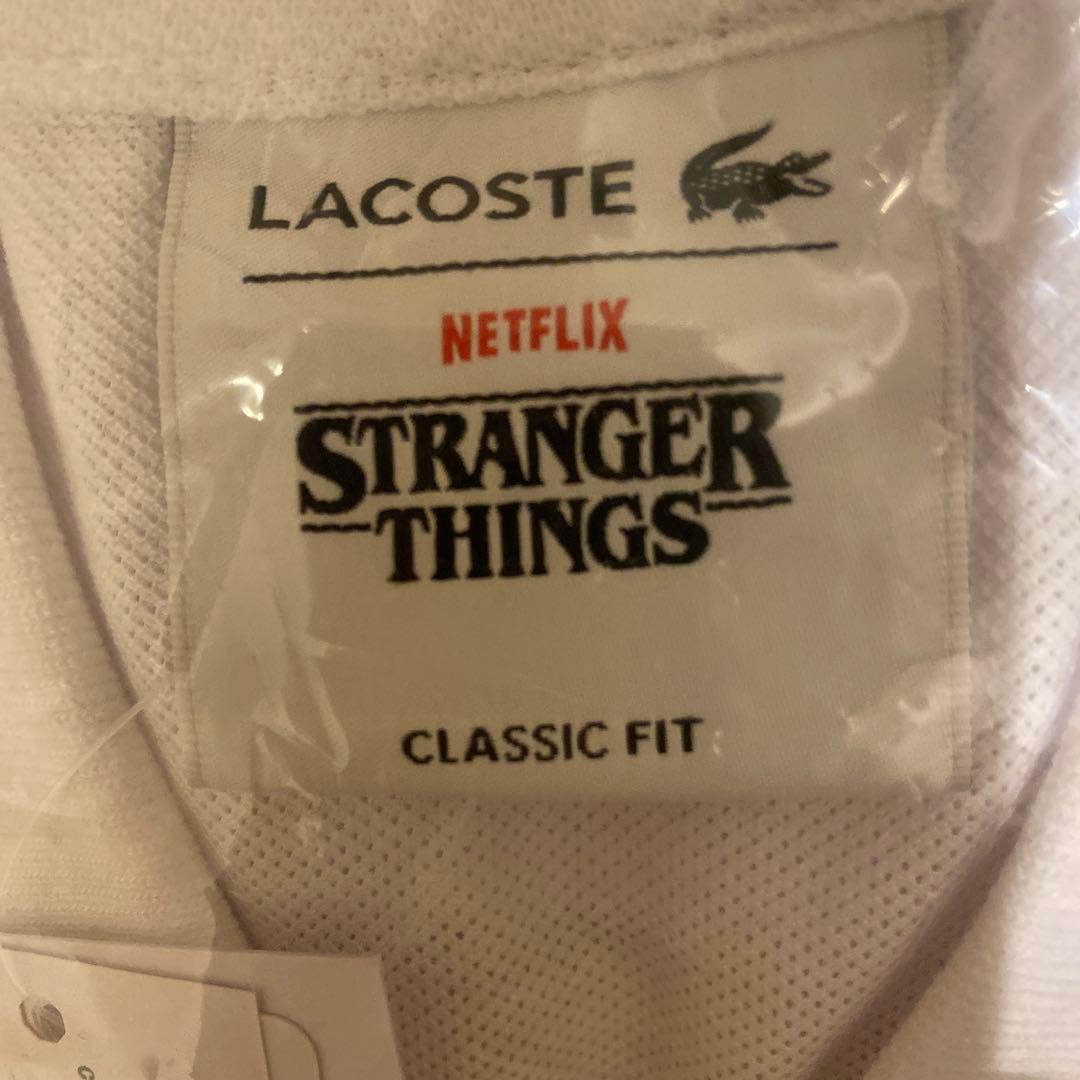 LACOSTE
NETFLIX
STRANGER
THINGS
CLASSIC FIT